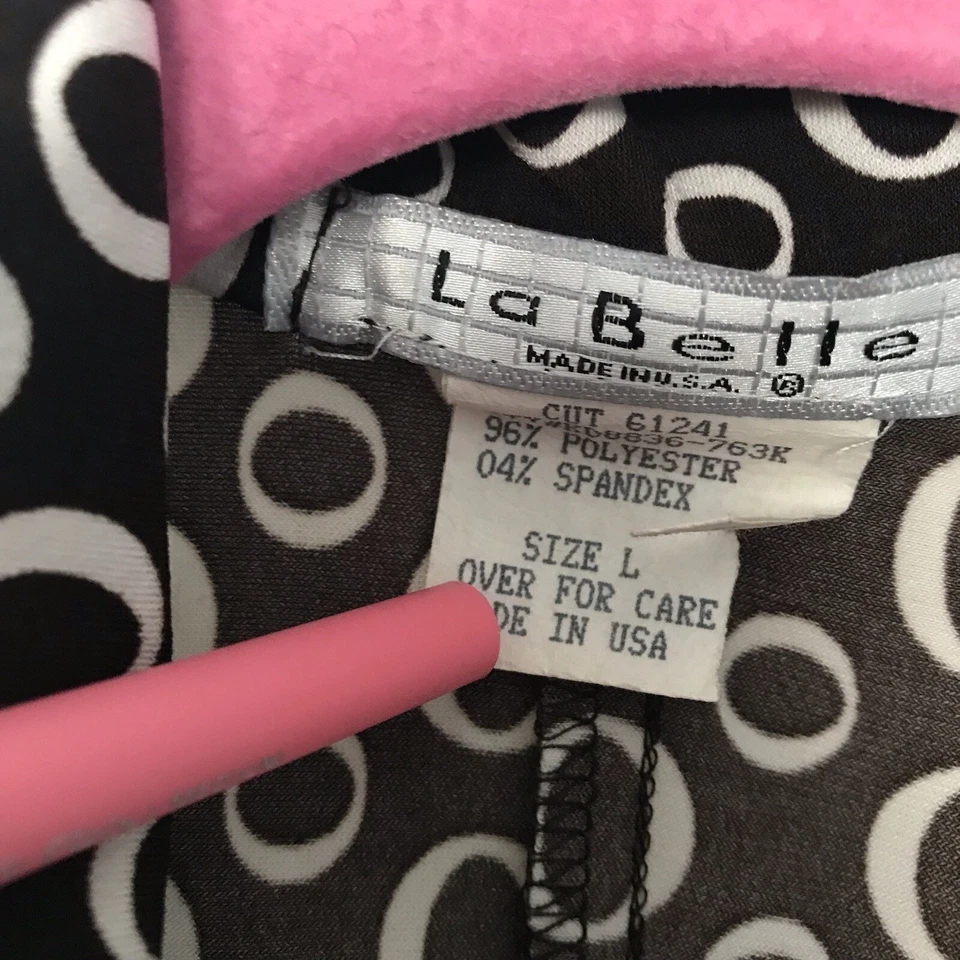 La Belle
MADE IN U.S.A. ®
CUT 61241
96% POLYESTER
04% SPANDEX
SIZE L
OVER FOR CARE
DE IN USA